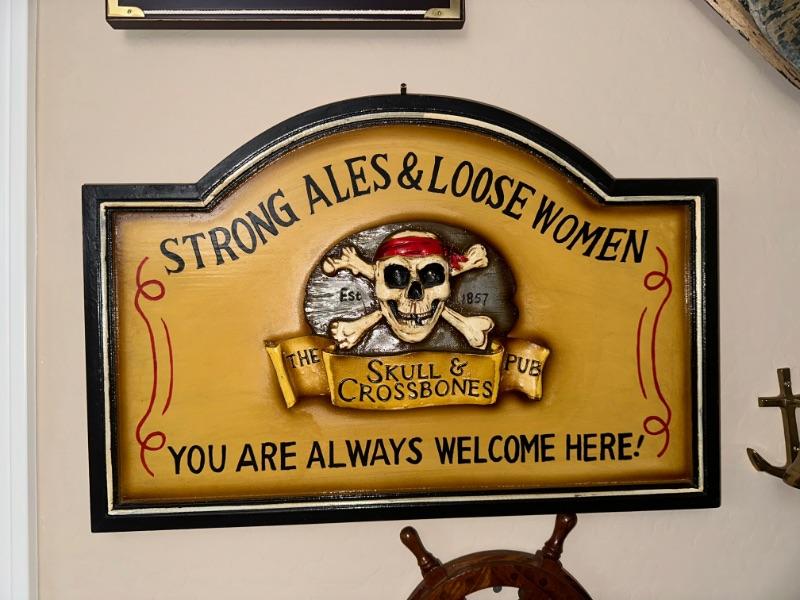 STRONG ALES & LOOSE WOMEN
Est 1857
THE SKULL & PUB
CROSSBONES
YOU ARE ALWAYS WELCOME HERE!